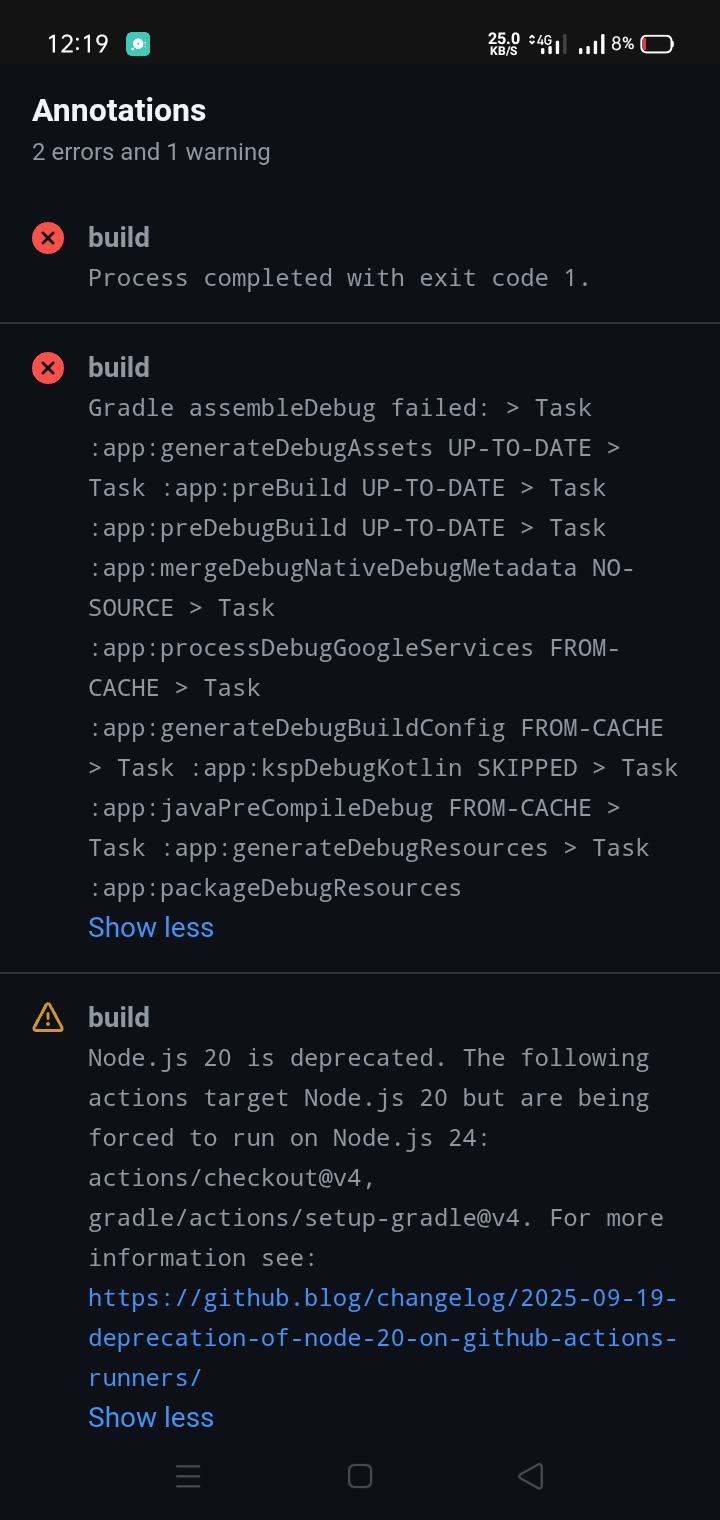 12:19
25.0
KB/S
4G
8%
Annotations
2 errors and 1 warning
build
Process completed with exit code 1.
build
Gradle assembleDebug failed: > Task
:app:generateDebugAssets UP-TO-DATE >
Task :app:preBuild UP-TO-DATE > Task
:app:preDebugBuild UP-TO-DATE > Task
:app:mergeDebugNativeDebugMetadata NO-
SOURCE > Task
:app:processDebugGoogleServices FROM-
CACHE > Task
:app:generateDebugBuildConfig FROM-CACHE
> Task :app:kspDebugKotlin SKIPPED > Task
:app:javaPreCompileDebug FROM-CACHE >
Task :app:generateDebugResources > Task
:app:packageDebugResources
Show less
build
Node.js 20 is deprecated. The following
actions target Node.js 20 but are being
forced to run on Node.js 24:
actions/checkout@v4,
gradle/actions/setup-gradle@v4. For more
information see:
https://github.blog/changelog/2025-09-19-
deprecation-of-node-20-on-github-actions-
runners/
Show less